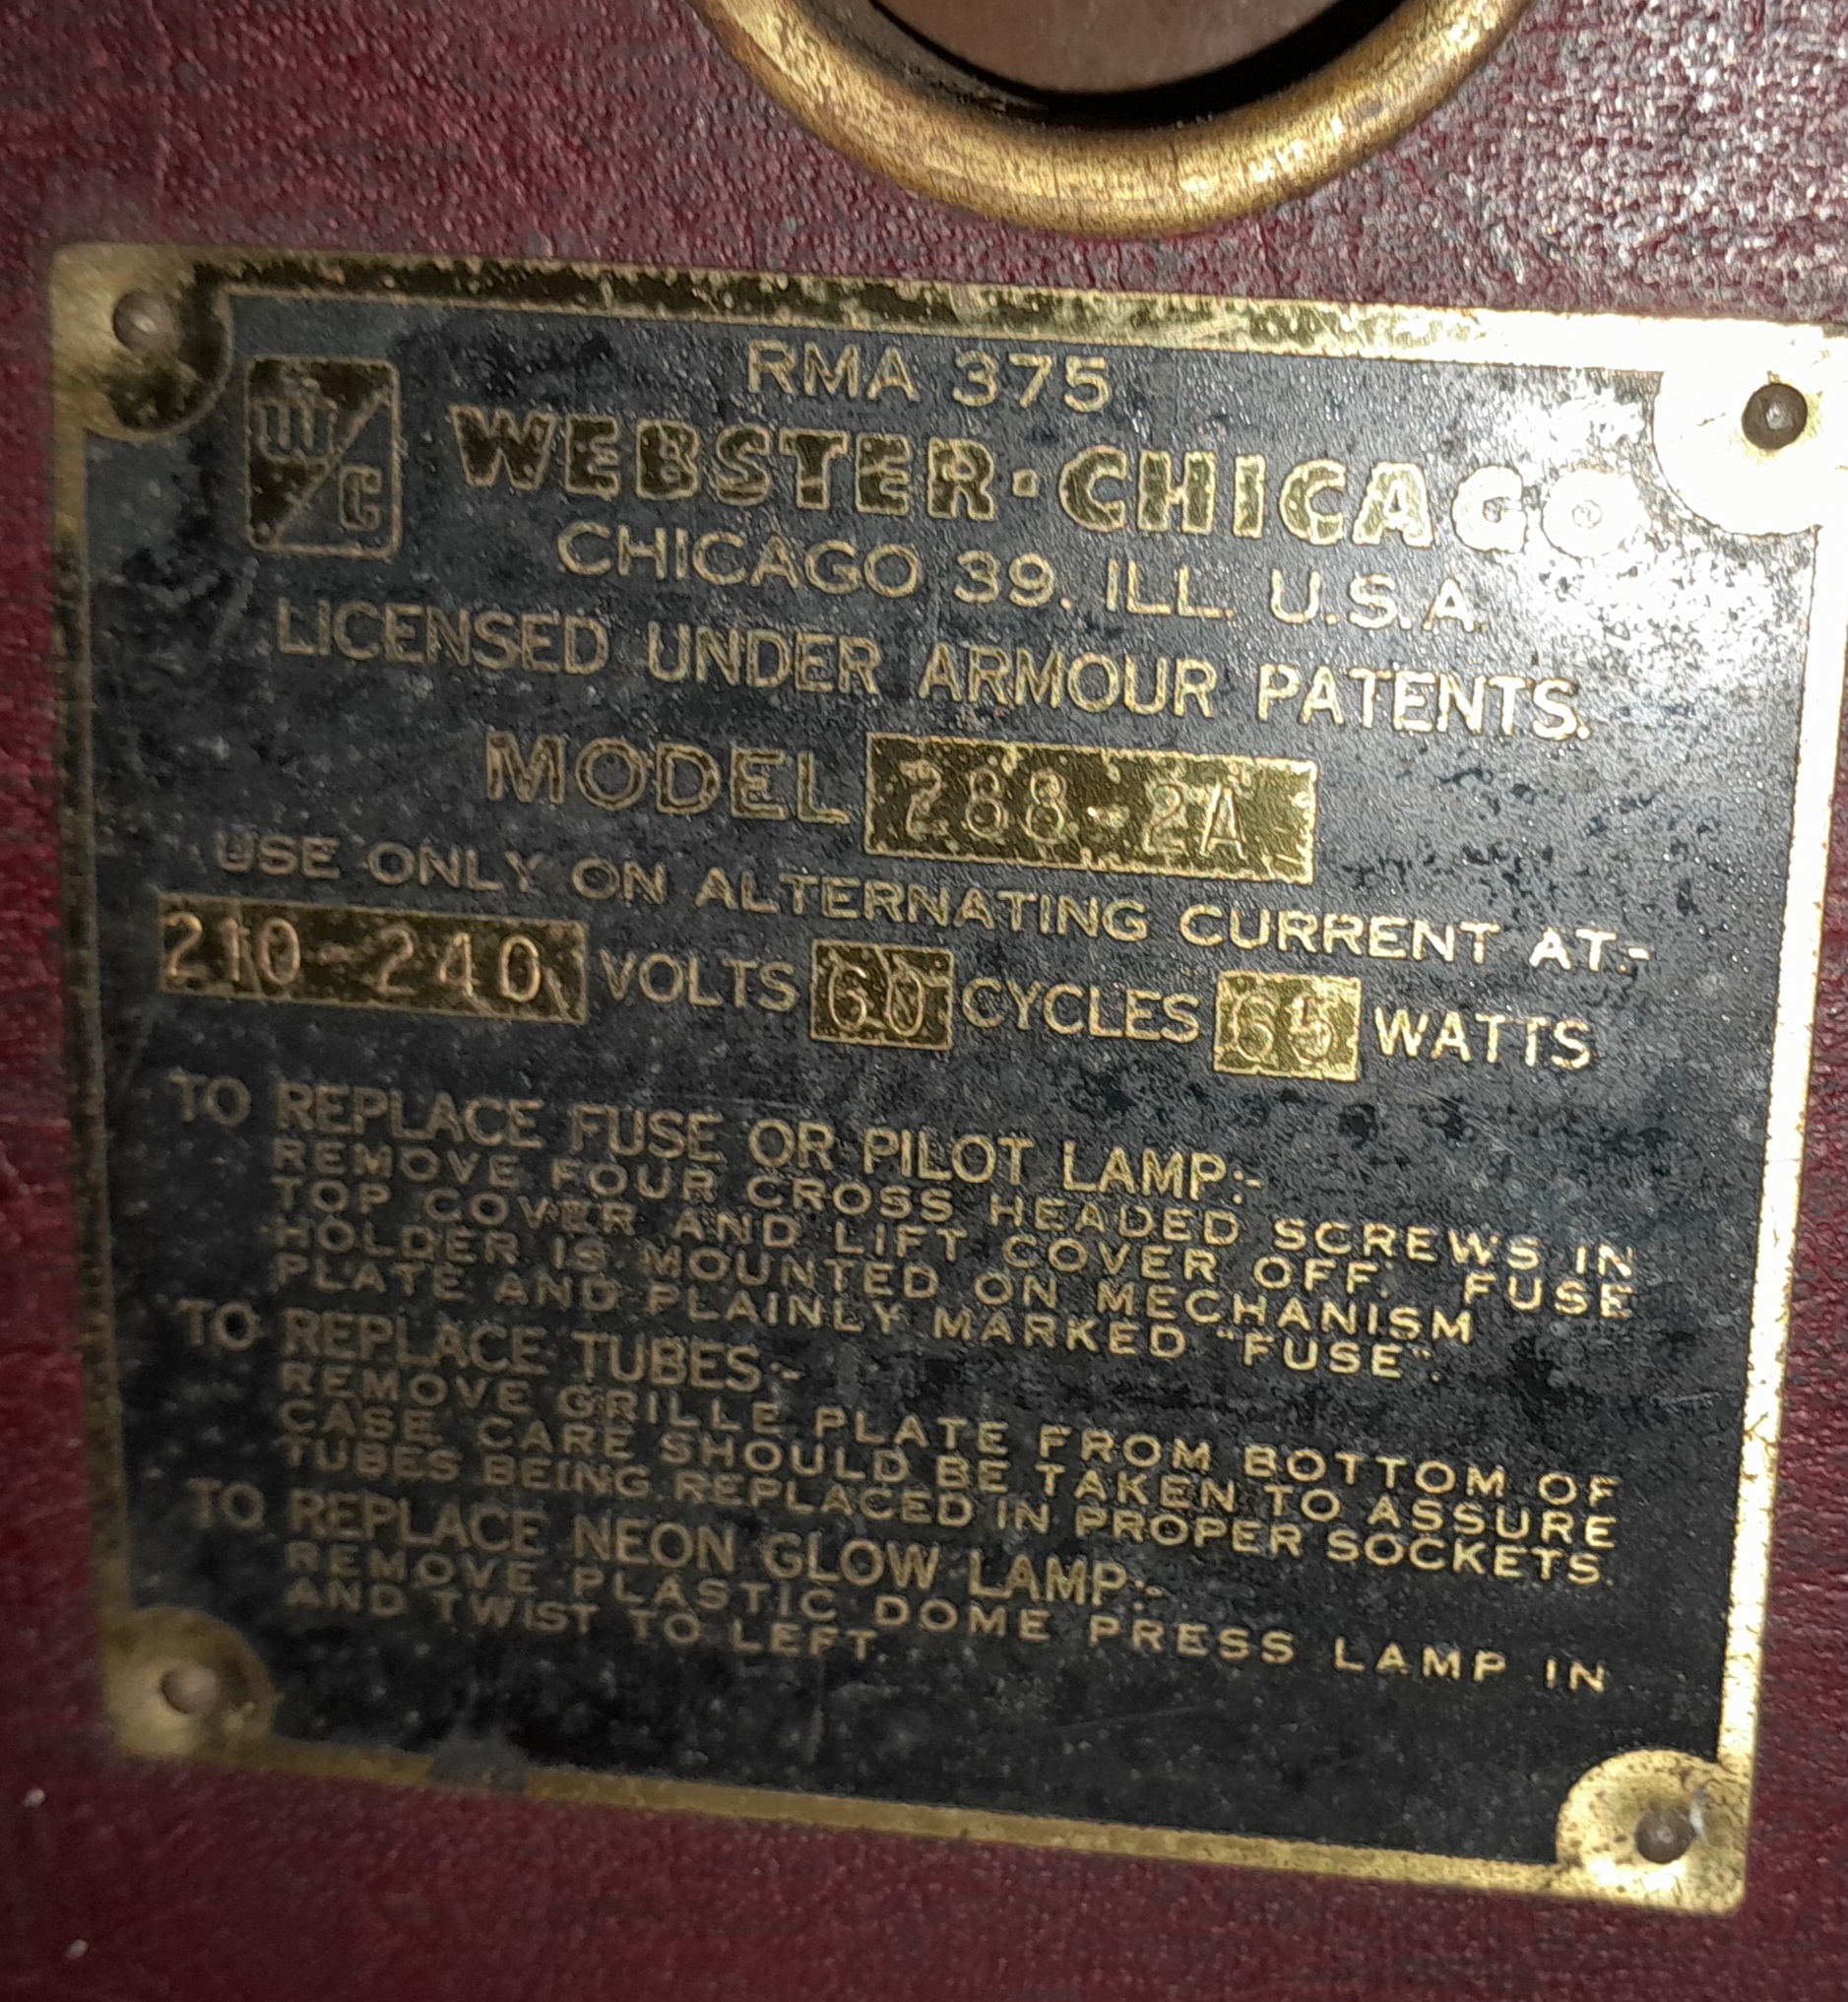 RMA 375
W/C
WEBSTER·CHICAGO
CHICAGO 39, ILL. U.S.A.
LICENSED UNDER ARMOUR PATENTS.
MODEL 288-2A
USE ONLY ON ALTERNATING CURRENT AT:-
210-240 VOLTS 60 CYCLES 65 WATTS
TO REPLACE FUSE OR PILOT LAMP:-
REMOVE FOUR CROSS HEADED SCREWS IN
TOP COVER AND LIFT COVER OFF. FUSE
HOLDER IS MOUNTED ON MECHANISM
PLATE AND PLAINLY MARKED "FUSE".
TO REPLACE TUBES:-
REMOVE GRILLE PLATE FROM BOTTOM OF
CASE. CARE SHOULD BE TAKEN TO ASSURE
TUBES BEING REPLACED IN PROPER SOCKETS.
TO REPLACE NEON GLOW LAMP:-
REMOVE PLASTIC DOME PRESS LAMP IN
AND TWIST TO LEFT.